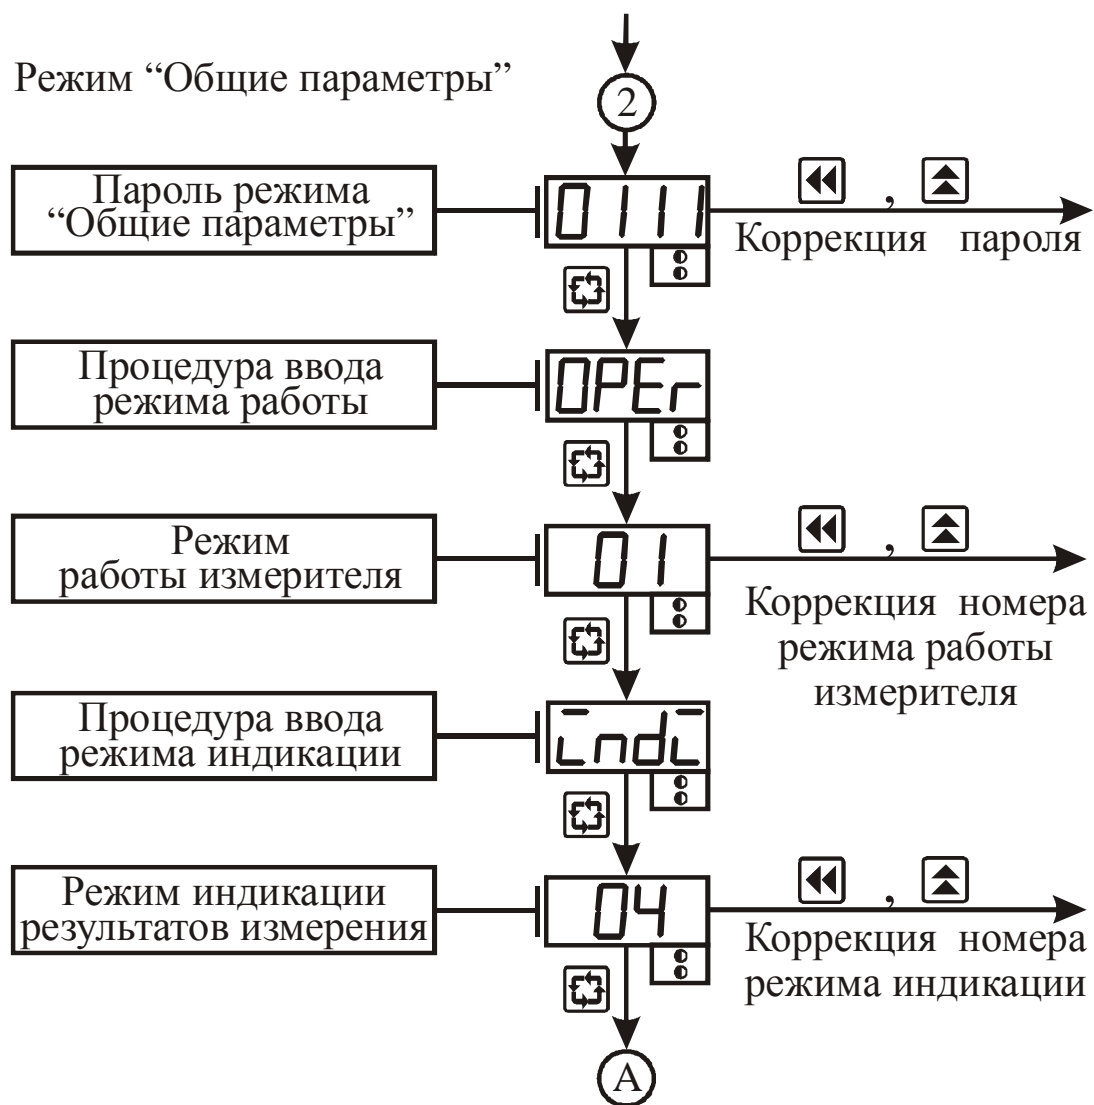 Режим “Общие параметры”
2
Пароль режима
“Общие параметры”
0111
,
Коррекция пароля
Процедура ввода
режима работы
OPEr
Режим
работы измерителя
01
,
Коррекция номера
режима работы
измерителя
Процедура ввода
режима индикации
indi
Режим индикации
результатов измерения
04
,
Коррекция номера
режима индикации
A